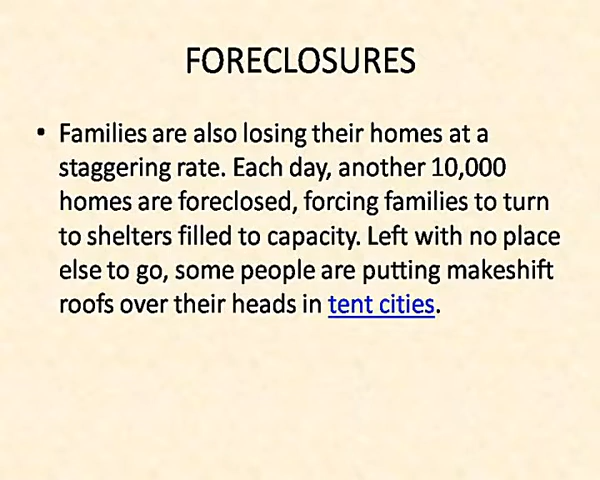 FORECLOSURES
• Families are also losing their homes at a
staggering rate. Each day, another 10,000
homes are foreclosed, forcing families to turn
to shelters filled to capacity. Left with no place
else to go, some people are putting makeshift
roofs over their heads in tent cities.